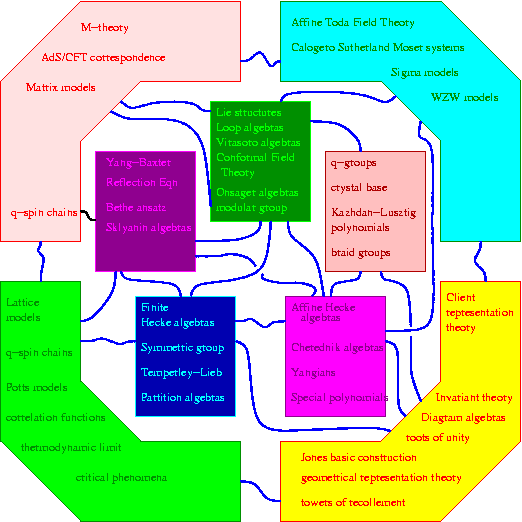 M-theory
AdS/CFT correspondence
Matrix models
q-spin chains
Affine Toda Field Theory
Calogero Sutherland Moser systems
Sigma models
WZW models
Lie structures
Loop algebras
Virasoro algebras
Conformal Field
Theory
Onsager algebras
modular group
Yang-Baxter
Reflection Eqn
Bethe ansatz
Sklyanin algebras
q-groups
crystal base
Kazhdan-Lusztig
polynomials
braid groups
Lattice
models
q-spin chains
Potts models
correlation functions
thermodynamic limit
critical phenomena
Finite
Hecke algebras
Symmetric group
Temperley-Lieb
Partition algebras
Affine Hecke
algebras
Cherednik algebras
Yangians
Special polynomials
Client
representation
theory
Invariant theory
Diagram algebras
roots of unity
Jones basic construction
geometrical representation theory
towers of recollement